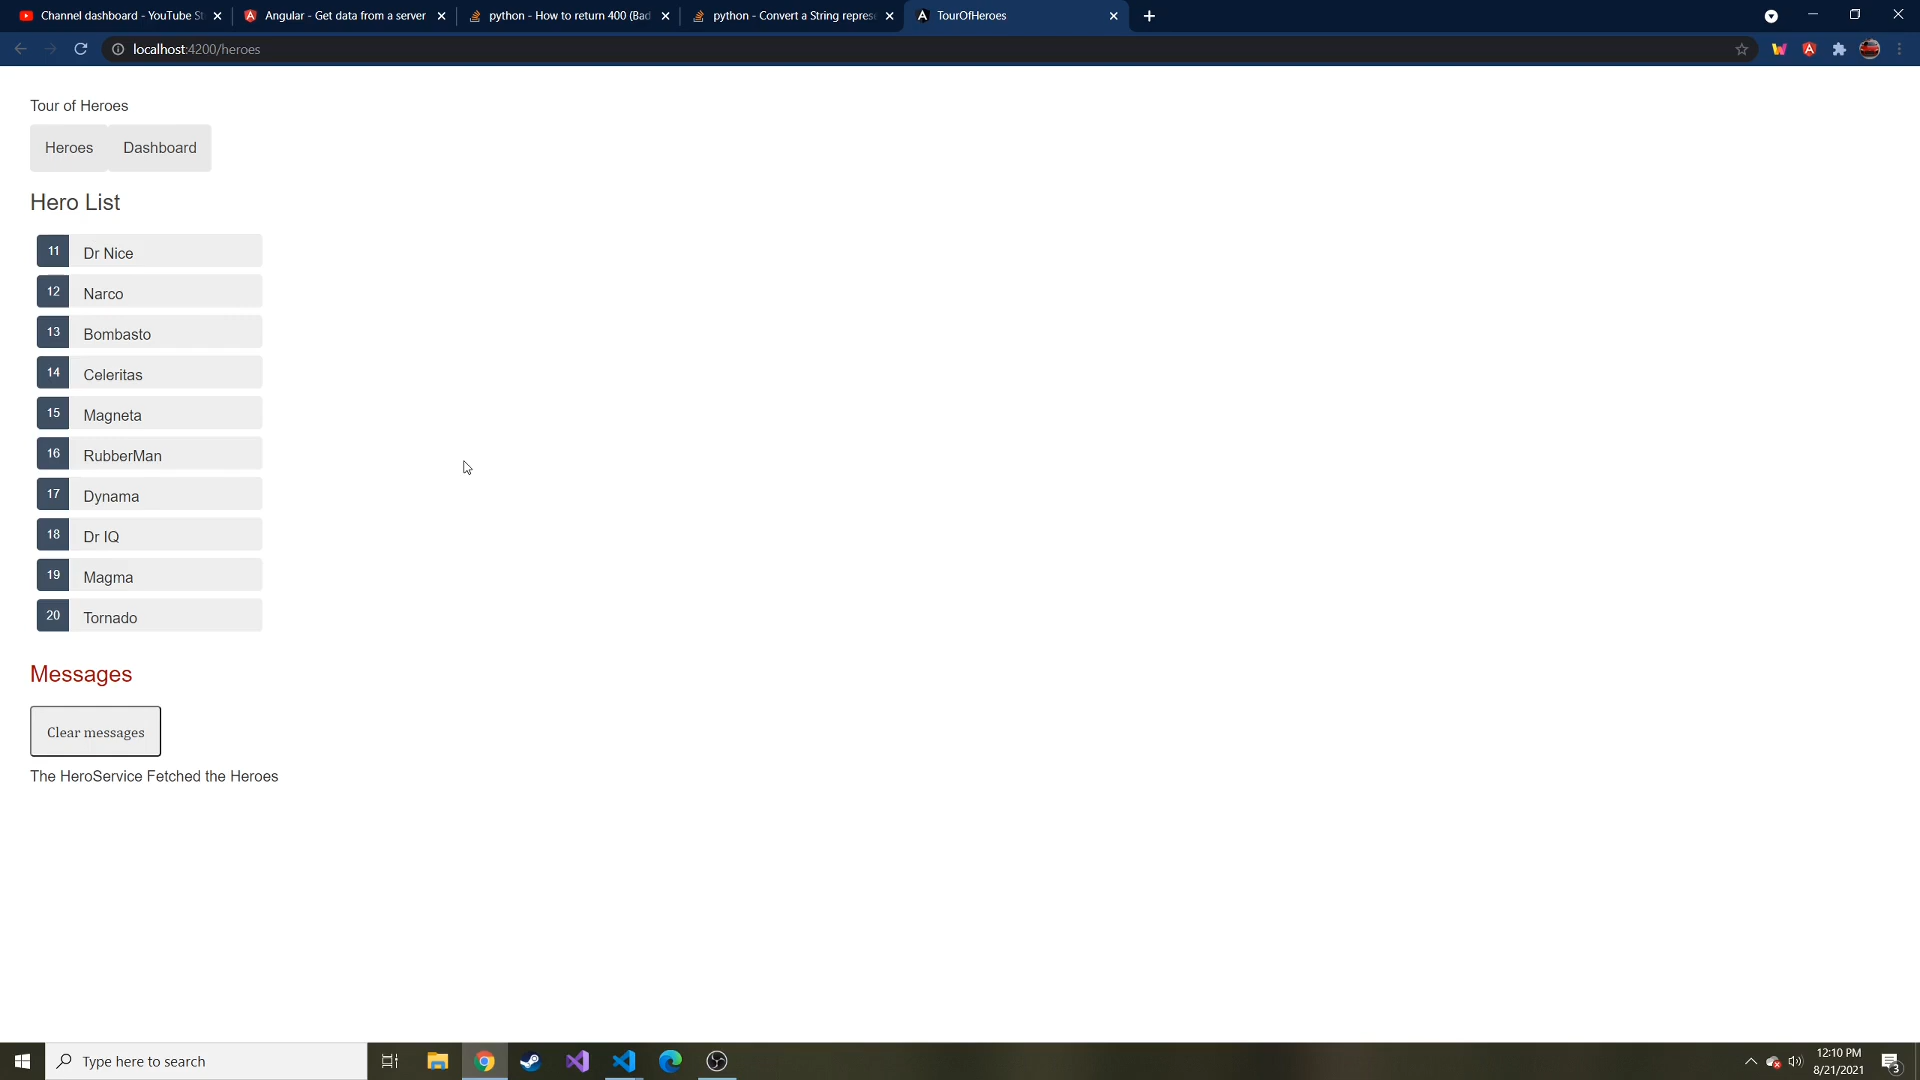 Channel dashboard - YouTube St
Angular - Get data from a server
python - How to return 400 (Bad
python - Convert a String represe
TourOfHeroes
localhost:4200/heroes
Tour of Heroes
Heroes
Dashboard
Hero List
11 Dr Nice
12 Narco
13 Bombasto
14 Celeritas
15 Magneta
16 RubberMan
17 Dynama
18 Dr IQ
19 Magma
20 Tornado
Messages
Clear messages
The HeroService Fetched the Heroes
Type here to search
12:10 PM
8/21/2021
3